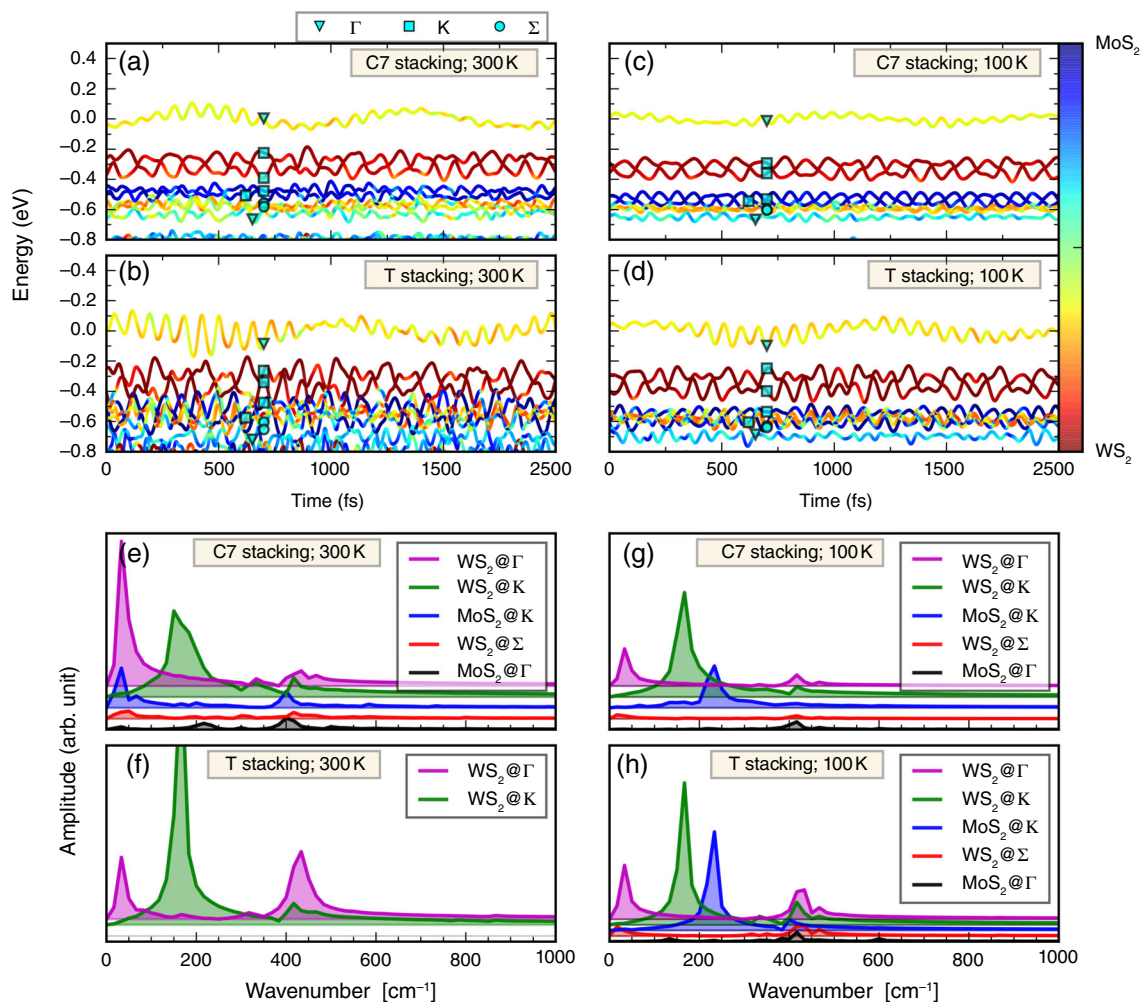 Γ K Σ
(a) C7 stacking; 300 K
0.4
0.2
0.0
−0.2
−0.4
−0.6
−0.8
(c) C7 stacking; 100 K
MoS2
WS2
Energy (eV)
(b) T stacking; 300 K
−0.4
−0.2
0.0
−0.2
−0.4
−0.6
−0.8
0 500 1000 1500 2000 2500
Time (fs)
(d) T stacking; 100 K
500 1000 1500 2000 2500
Time (fs)
(e) C7 stacking; 300 K
WS2@Γ
WS2@K
MoS2@K
WS2@Σ
MoS2@Γ
(g) C7 stacking; 100 K
WS2@Γ
WS2@K
MoS2@K
WS2@Σ
MoS2@Γ
Amplitude (arb. unit)
(f) T stacking; 300 K
WS2@Γ
WS2@K
0 200 400 600 800 1000
Wavenumber [cm−1]
(h) T stacking; 100 K
WS2@Γ
WS2@K
MoS2@K
WS2@Σ
MoS2@Γ
0 200 400 600 800 1000
Wavenumber [cm−1]